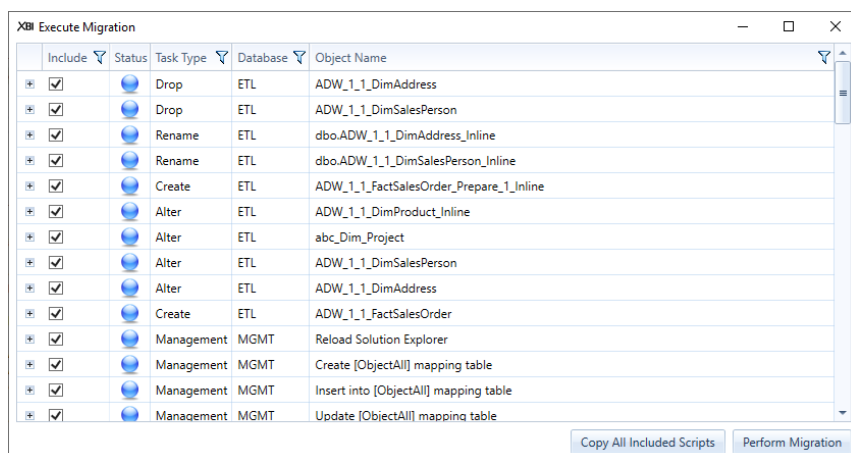 XBI Execute Migration
Include Status Task Type Database Object Name
Drop ETL ADW_1_1_DimAddress
Drop ETL ADW_1_1_DimSalesPerson
Rename ETL dbo.ADW_1_1_DimAddress_Inline
Rename ETL dbo.ADW_1_1_DimSalesPerson_Inline
Create ETL ADW_1_1_FactSalesOrder_Prepare_1_Inline
Alter ETL ADW_1_1_DimProduct_Inline
Alter ETL abc_Dim_Project
Alter ETL ADW_1_1_DimSalesPerson
Alter ETL ADW_1_1_DimAddress
Create ETL ADW_1_1_FactSalesOrder
Management MGMT Reload Solution Explorer
Management MGMT Create [ObjectAll] mapping table
Management MGMT Insert into [ObjectAll] mapping table
Management MGMT Update [ObjectAll] mapping table
Copy All Included Scripts Perform Migration